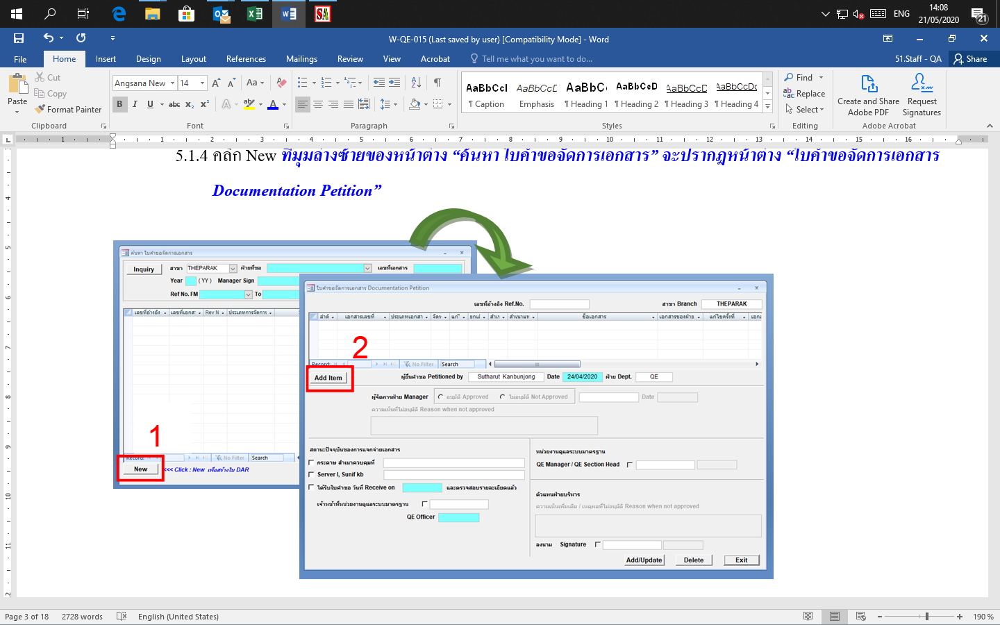 ENG
14:08
21/05/2020
21
W-QE-015 (Last saved by user) [Compatibility Mode] - Word
File Home Insert Design Layout References Mailings Review View Acrobat Tell me what you want to do...
51.Staff - QA Share
Paste
Cut
Copy
Format Painter
Angsana New 14
AaBbCcI AaBbCcD AaBbCc AaBbCcD AaBbCcD AaBbCcDc
¶ Caption Emphasis ¶ Heading 1 ¶ Heading 2 ¶ Heading 3 ¶ Heading 4
Find
Replace
Select
Create and Share Adobe PDF
Request Signatures
Clipboard Font Paragraph Styles Editing Adobe Acrobat
5.1.4 คลิก New ที่มุมล่างซ้ายของหน้าต่าง “ค้นหา ใบคำขอจัดการเอกสาร” จะปรากฎหน้าต่าง “ใบคำขอจัดการเอกสาร
Documentation Petition”
ค้นหา ใบคำขอจัดการเอกสาร
Inquiry สาขา THEPARAK ฝ่ายที่ขอ เลขที่เอกสาร
Year (YY) Manager Sign
Ref No. FM To
เลขที่อ้างอิง เลขที่เอกส Rev N ประเภทการจัดการ
1
Record: No Filter Search
New <<< Click : New เพื่อสร้างใบ DAR
ใบคำขอจัดการเอกสาร Documentation Petition
เลขที่อ้างอิง Ref.No. สาขา Branch THEPARAK
ลำดั เอกสารเลขที่ ประเภทเอกสา จัดท แก้ไ ยกเลิ สำเน สำเนาแห ชื่อเอกสาร เอกสารของฝ่าย แก้ไขครั้งที่ เอกส
2
Record: No Filter Search
Add Item ผู้ยื่นคำขอ Petitioned by Sutharut Kanbunjong Date 24/04/2020 ฝ่าย Dept. QE
ผู้จัดการฝ่าย Manager อนุมัติ Approved ไม่อนุมัติ Not Approved Date
ความเห็นที่ไม่อนุมัติ Reason when not approved
สถานะปัจจุบันของการแจกจ่ายเอกสาร
กระดาษ สำเนาควบคุมที่
Server I, Sunif kb
ได้รับใบคำขอ วันที่ Receive on และตรวจสอบรายละเอียดแล้ว
เจ้าหน้าที่หน่วยงานดูแลระบบมาตรฐาน
QE Officer
หน่วยงานดูแลระบบมาตรฐาน
QE Manager / QE Section Head
ตัวแทนฝ่ายบริหาร
ความเห็นเพิ่มเติม / เหตุผลที่ไม่อนุมัติ Reason when not approved
ลงนาม Signature
Add/Update Delete Exit
Page 3 of 18 2728 words English (United States) 190 %